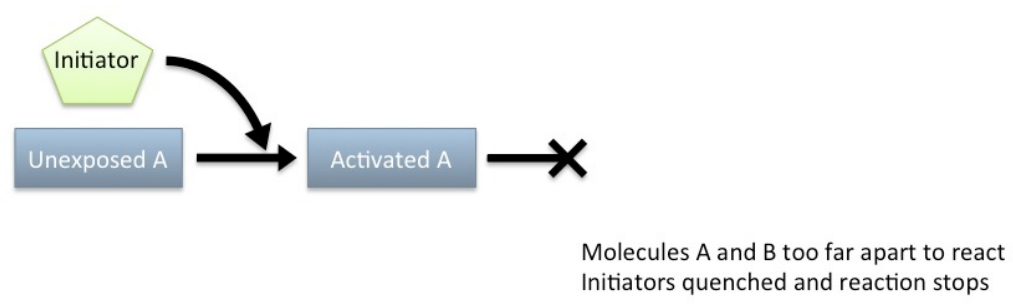 Initiator
Unexposed A
Activated A
Molecules A and B too far apart to react
Initiators quenched and reaction stops